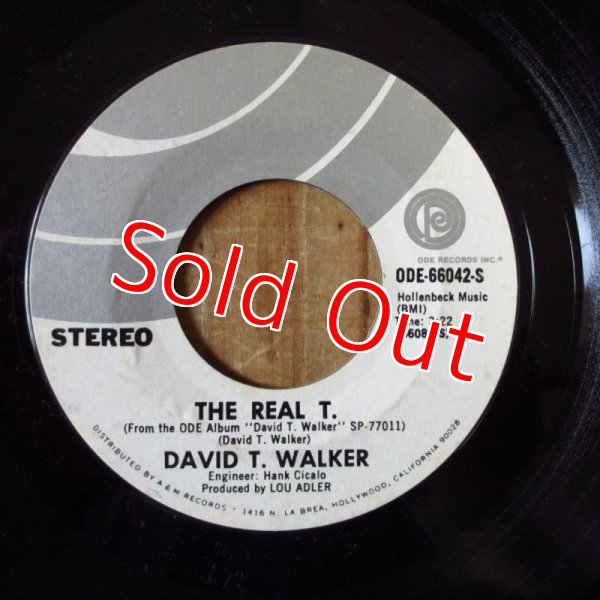 ODE RECORDS INC.®
ODE-66042-S
Hollenbeck Music
(BMI)
STEREO
Sold Out
THE REAL T.
(From the ODE Album "David T. Walker" SP-77011)
(David T. Walker)
DAVID T. WALKER
Engineer: Hank Cicalo
Produced by LOU ADLER
DISTRIBUTED BY A & M RECORDS - 1416 N. LA BREA, HOLLYWOOD, CALIFORNIA 90028